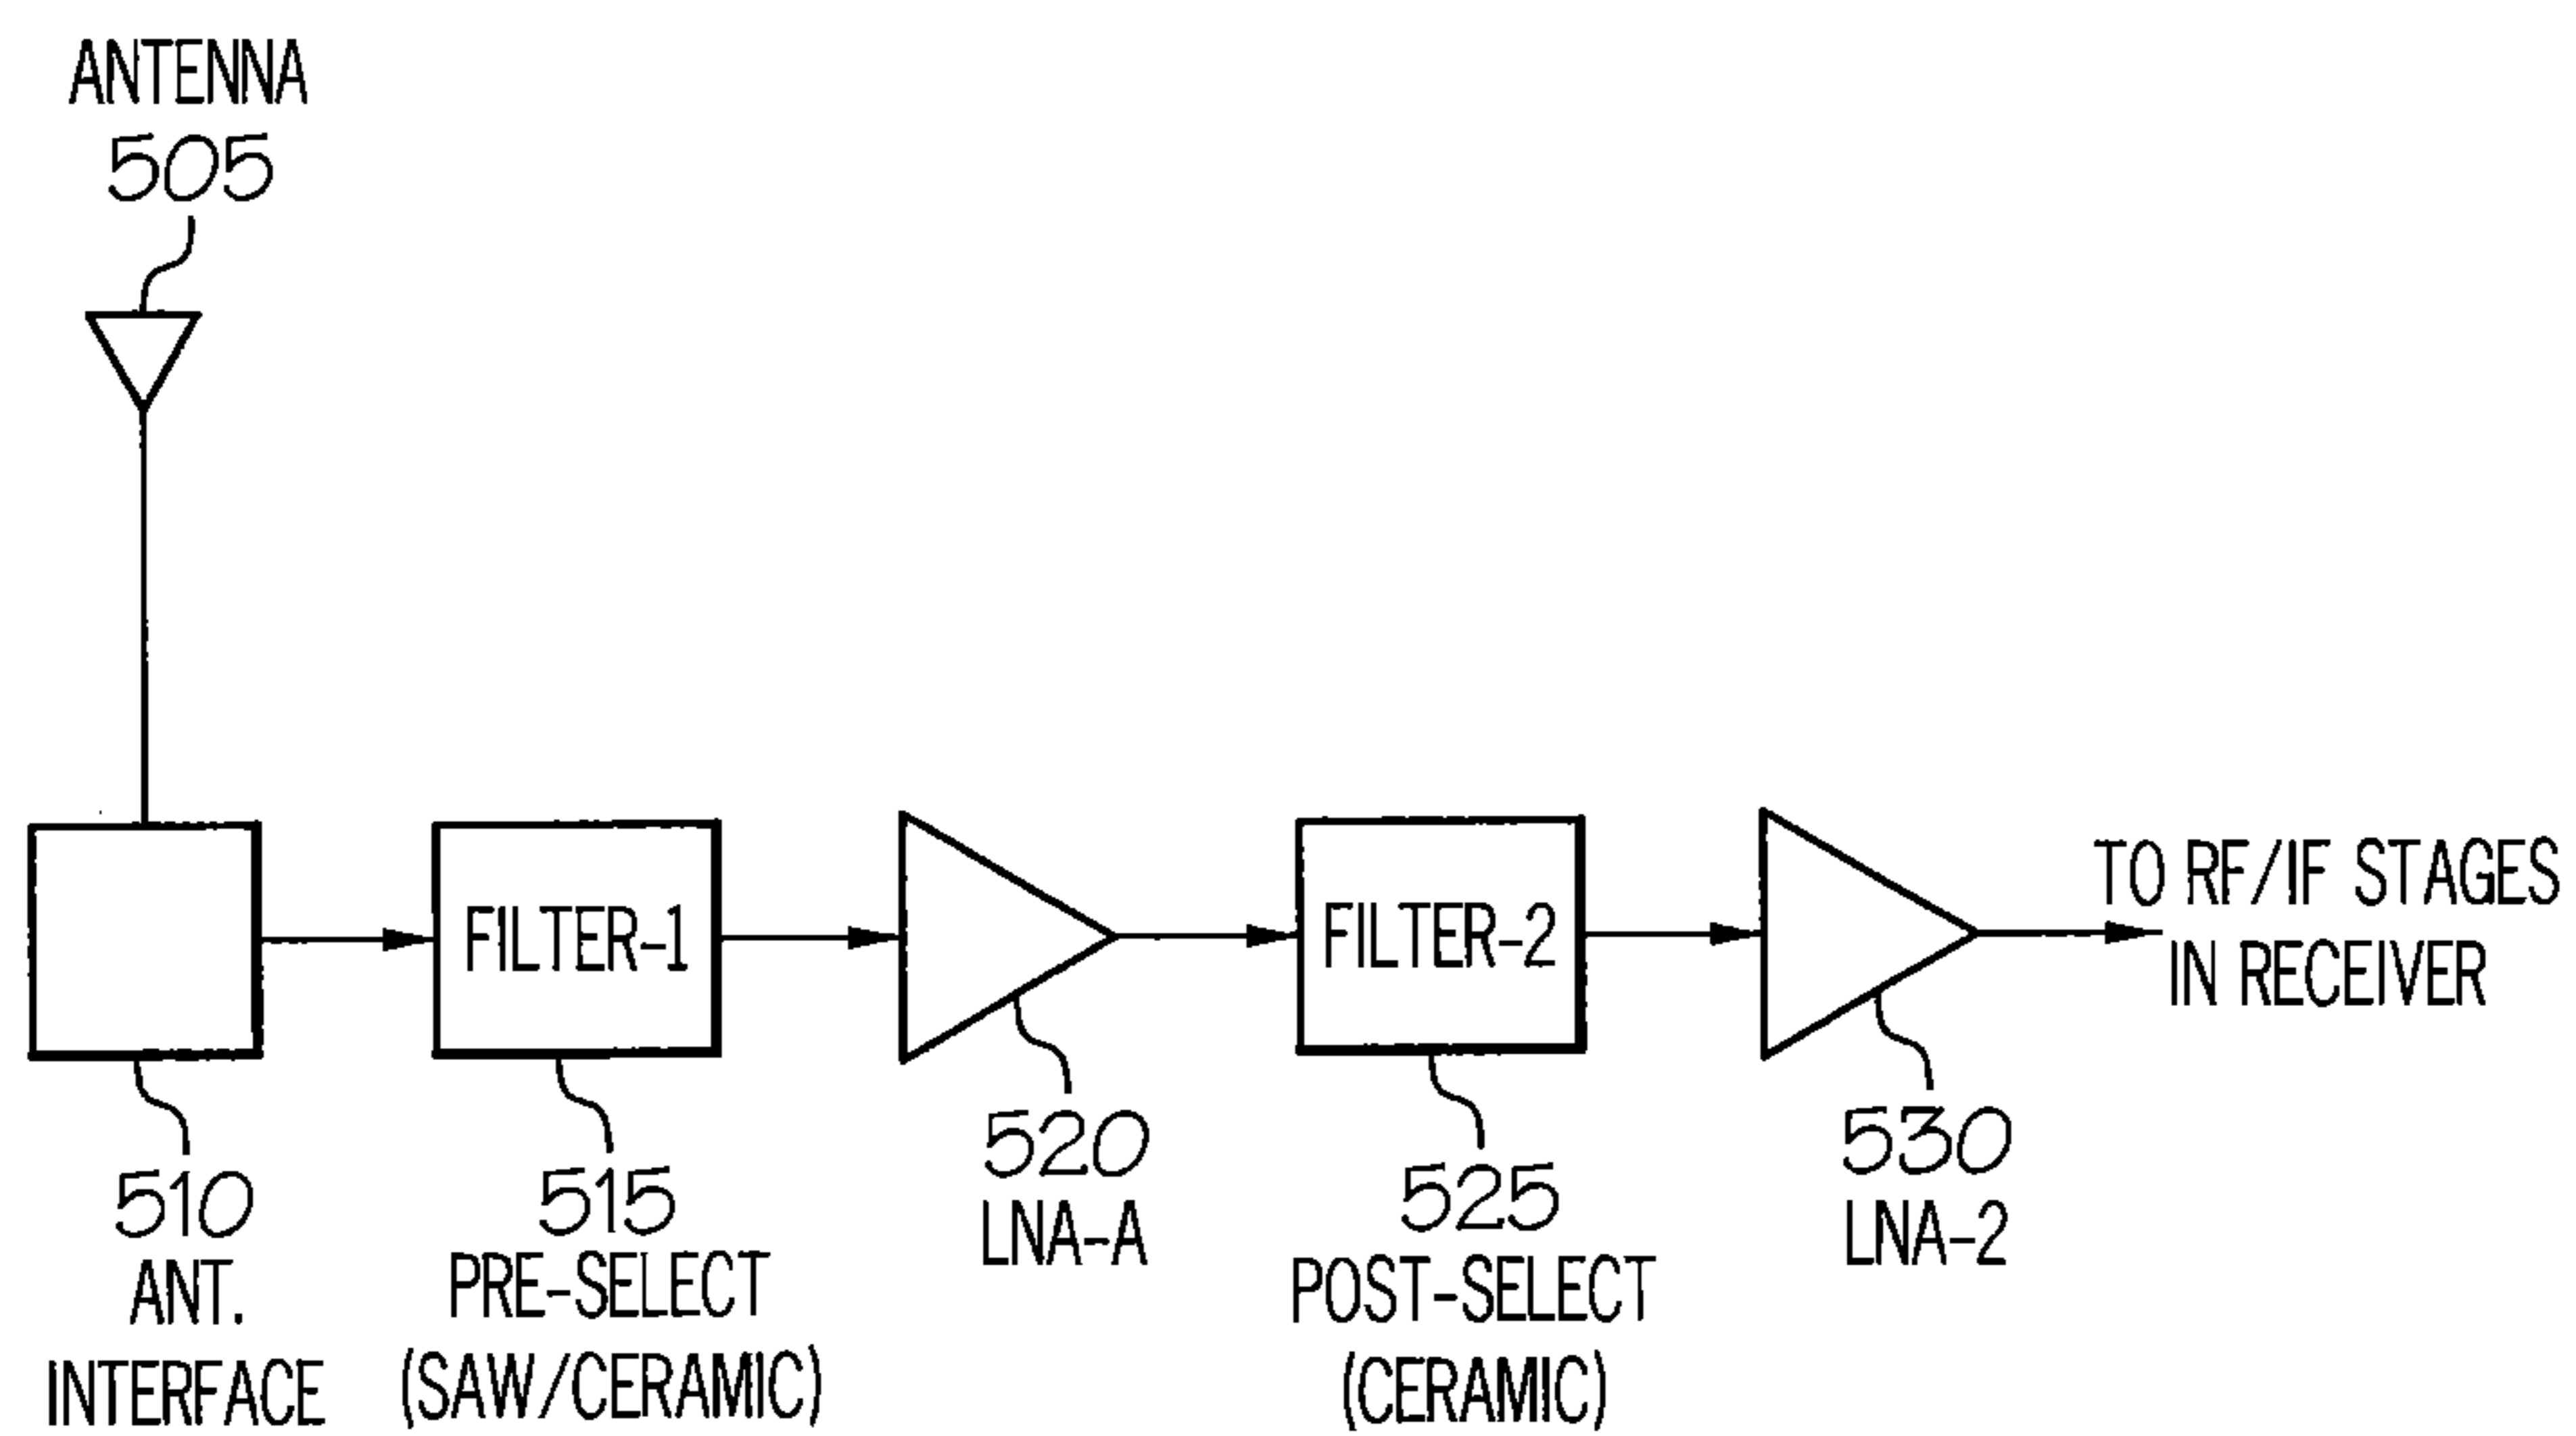 ANTENNA
505
FILTER-1
FILTER-2
TO RF/IF STAGES
IN RECEIVER
510
ANT.
INTERFACE
515
PRE-SELECT
(SAW/CERAMIC)
520
LNA-A
525
POST-SELECT
(CERAMIC)
530
LNA-2